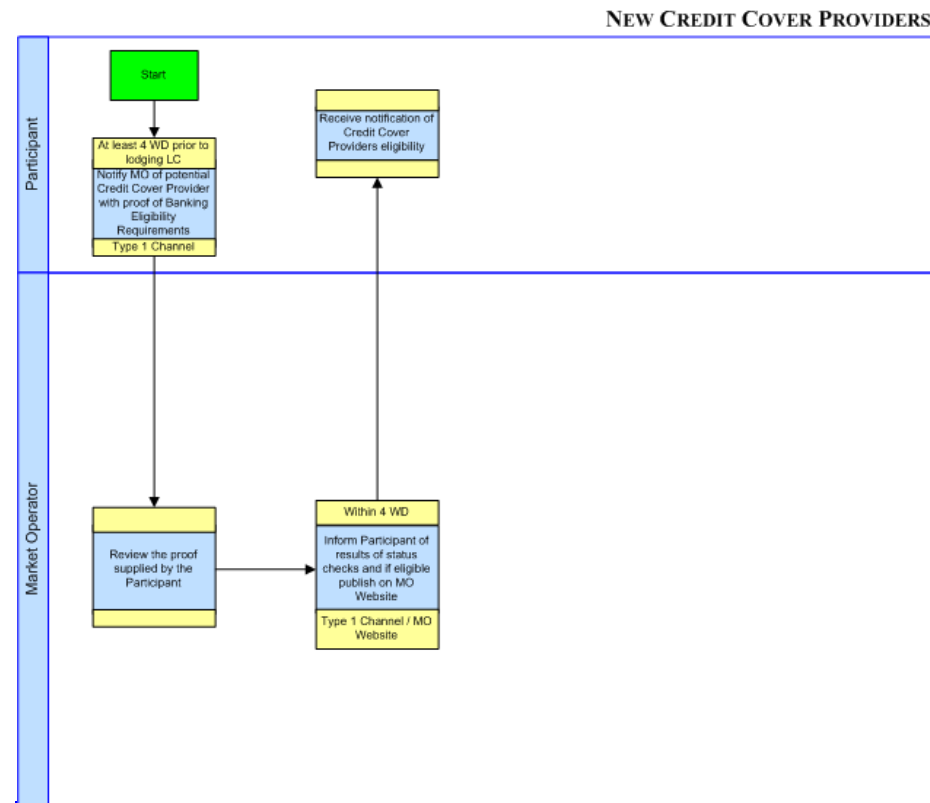 NEW CREDIT COVER PROVIDERS
Participant
Start
At least 4 WD prior to
lodging LC
Notify MO of potential
Credit Cover Provider
with proof of Banking
Eligibility
Requirements
Type 1 Channel
Receive notification of
Credit Cover
Providers eligibility
Market Operator
Review the proof
supplied by the
Participant
Within 4 WD
Inform Participant of
results of status
checks and if eligible
publish on MO
Website
Type 1 Channel / MO
Website